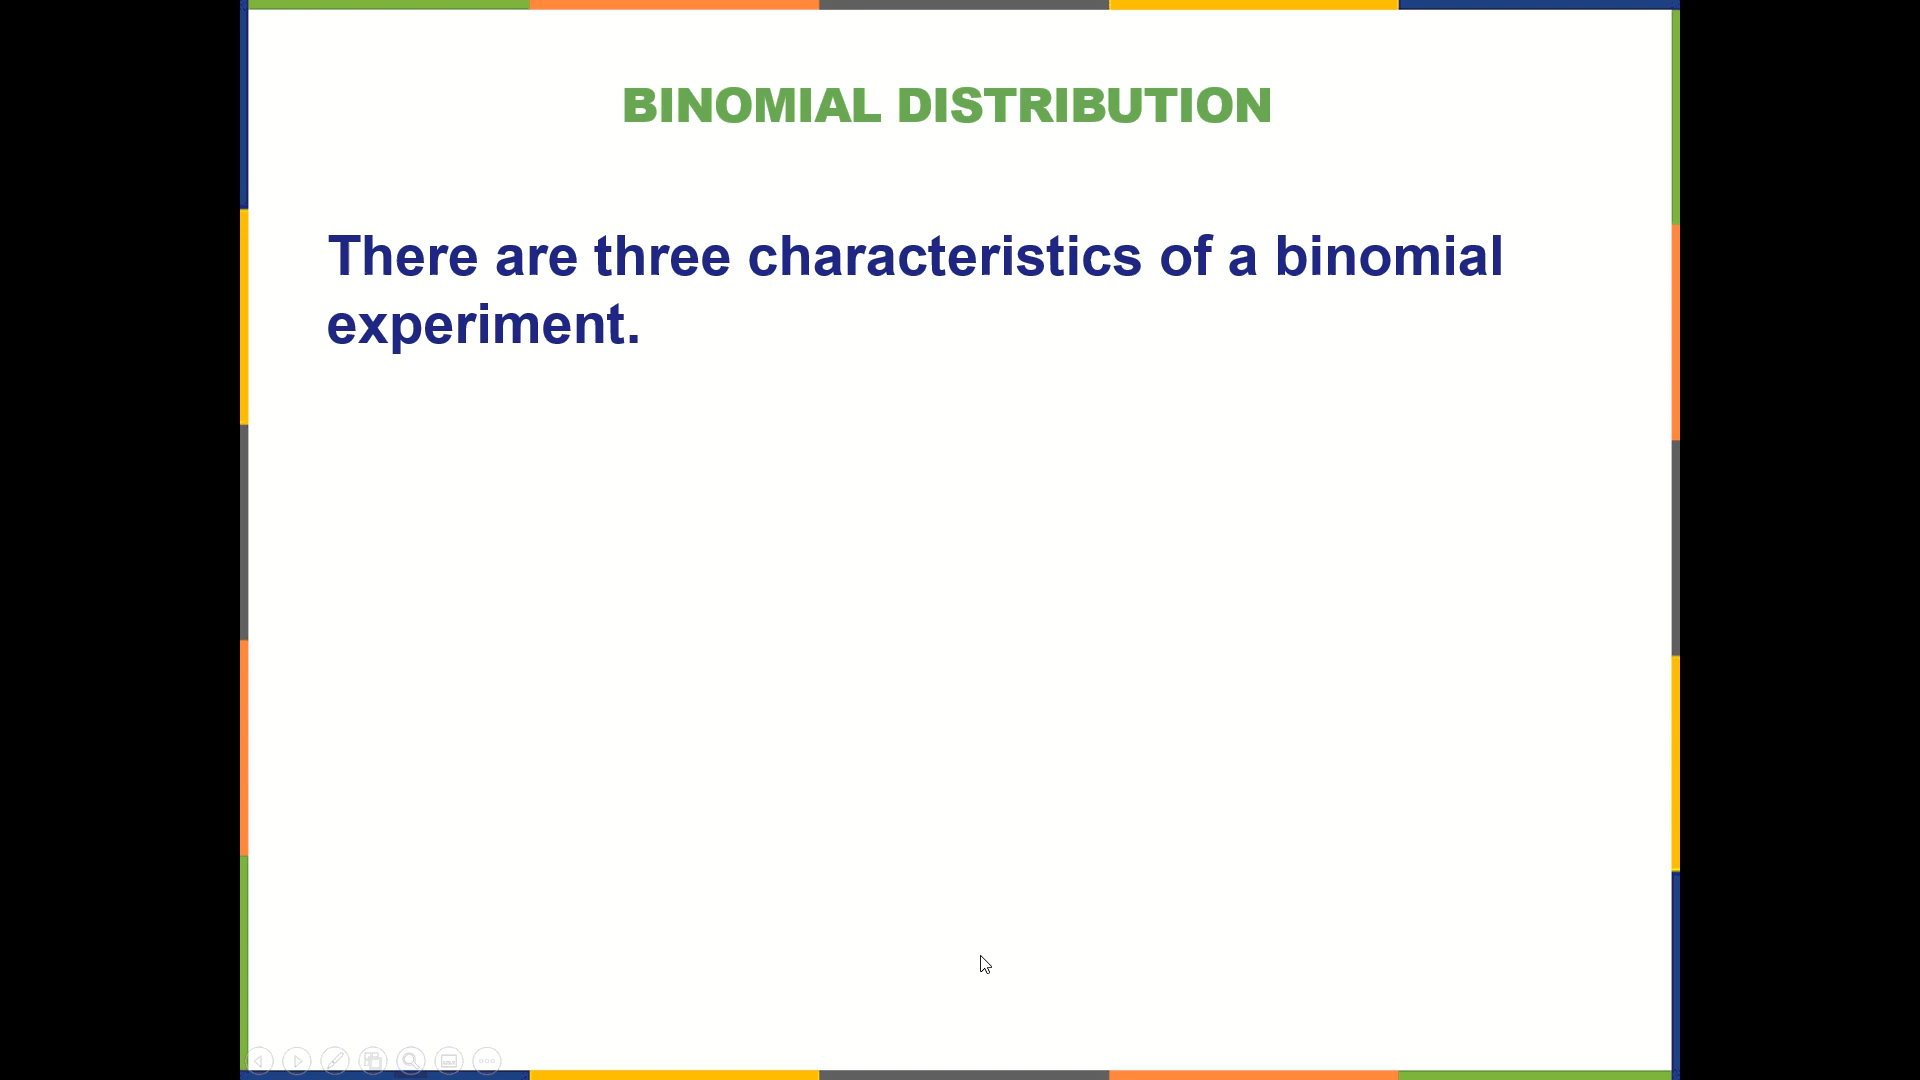 BINOMIAL DISTRIBUTION
There are three characteristics of a binomial
experiment.